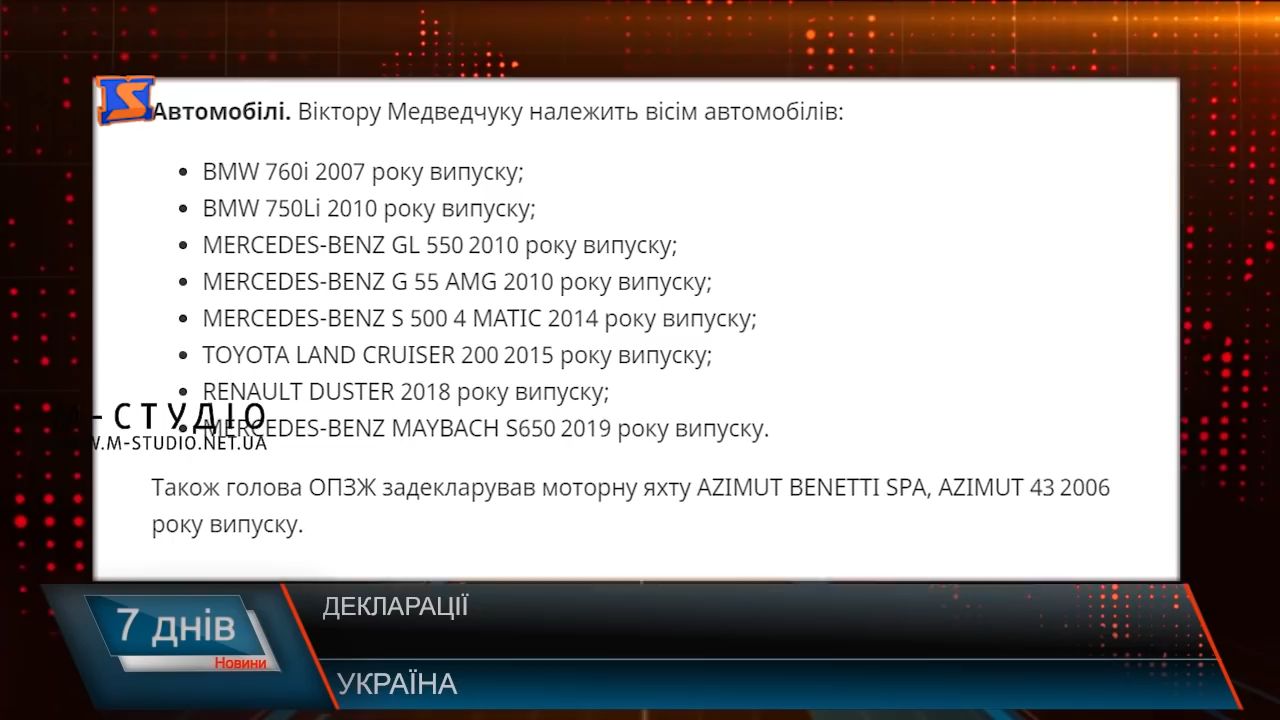 Автомобілі. Віктору Медведчуку належить вісім автомобілів:
BMW 760i 2007 року випуску;
BMW 750Li 2010 року випуску;
MERCEDES-BENZ GL 550 2010 року випуску;
MERCEDES-BENZ G 55 AMG 2010 року випуску;
MERCEDES-BENZ S 500 4 MATIC 2014 року випуску;
TOYOTA LAND CRUISER 200 2015 року випуску;
RENAULT DUSTER 2018 року випуску;
М-СТУДІО
MERCEDES-BENZ MAYBACH S650 2019 року випуску.
WWW.M-STUDIO.NET.UA
Також голова ОПЗЖ задекларував моторну яхту AZIMUT BENETTI SPA, AZIMUT 43 2006
року випуску.
7 днів
Новини
ДЕКЛАРАЦІЇ
УКРАЇНА